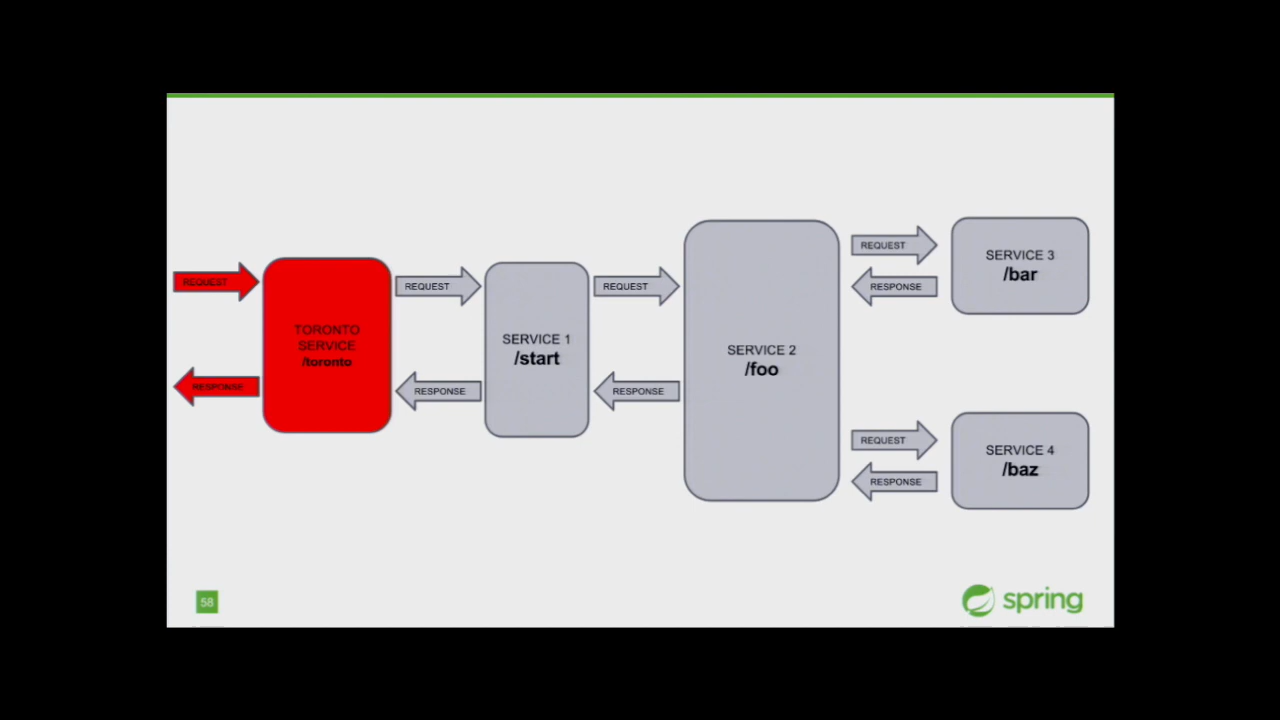 REQUEST
RESPONSE
TORONTO
SERVICE
/toronto
REQUEST
RESPONSE
SERVICE 1
/start
REQUEST
RESPONSE
SERVICE 2
/foo
REQUEST
RESPONSE
SERVICE 3
/bar
REQUEST
RESPONSE
SERVICE 4
/baz
58
spring